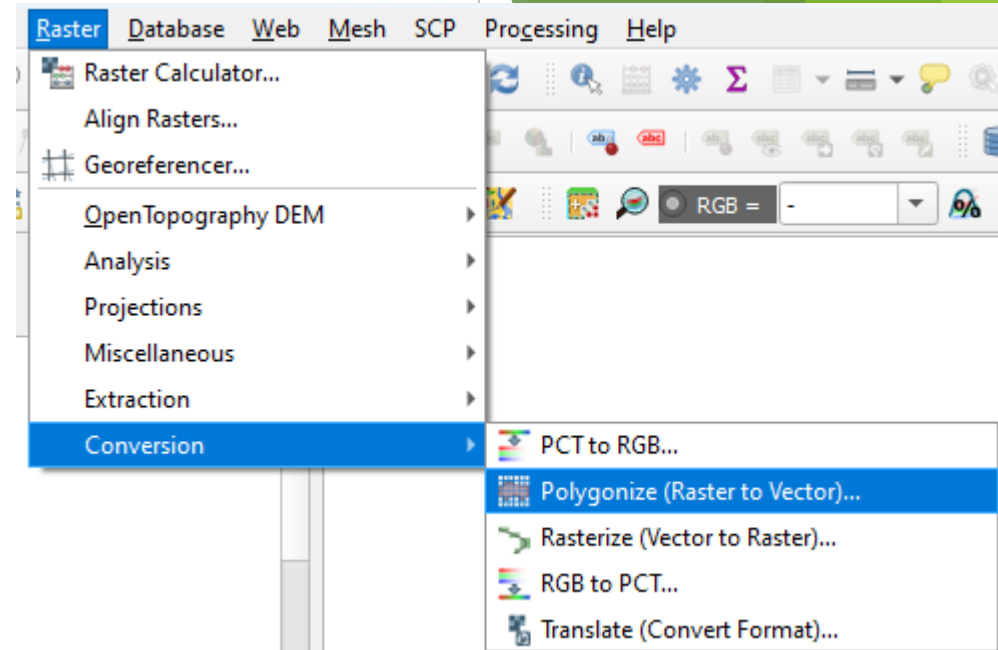 Raster Database Web Mesh SCP Processing Help
Raster Calculator...
Align Rasters...
Georeferencer...
RGB = -
OpenTopography DEM
Analysis
Projections
Miscellaneous
Extraction
Conversion
PCT to RGB...
Polygonize (Raster to Vector)...
Rasterize (Vector to Raster)...
RGB to PCT...
Translate (Convert Format)...